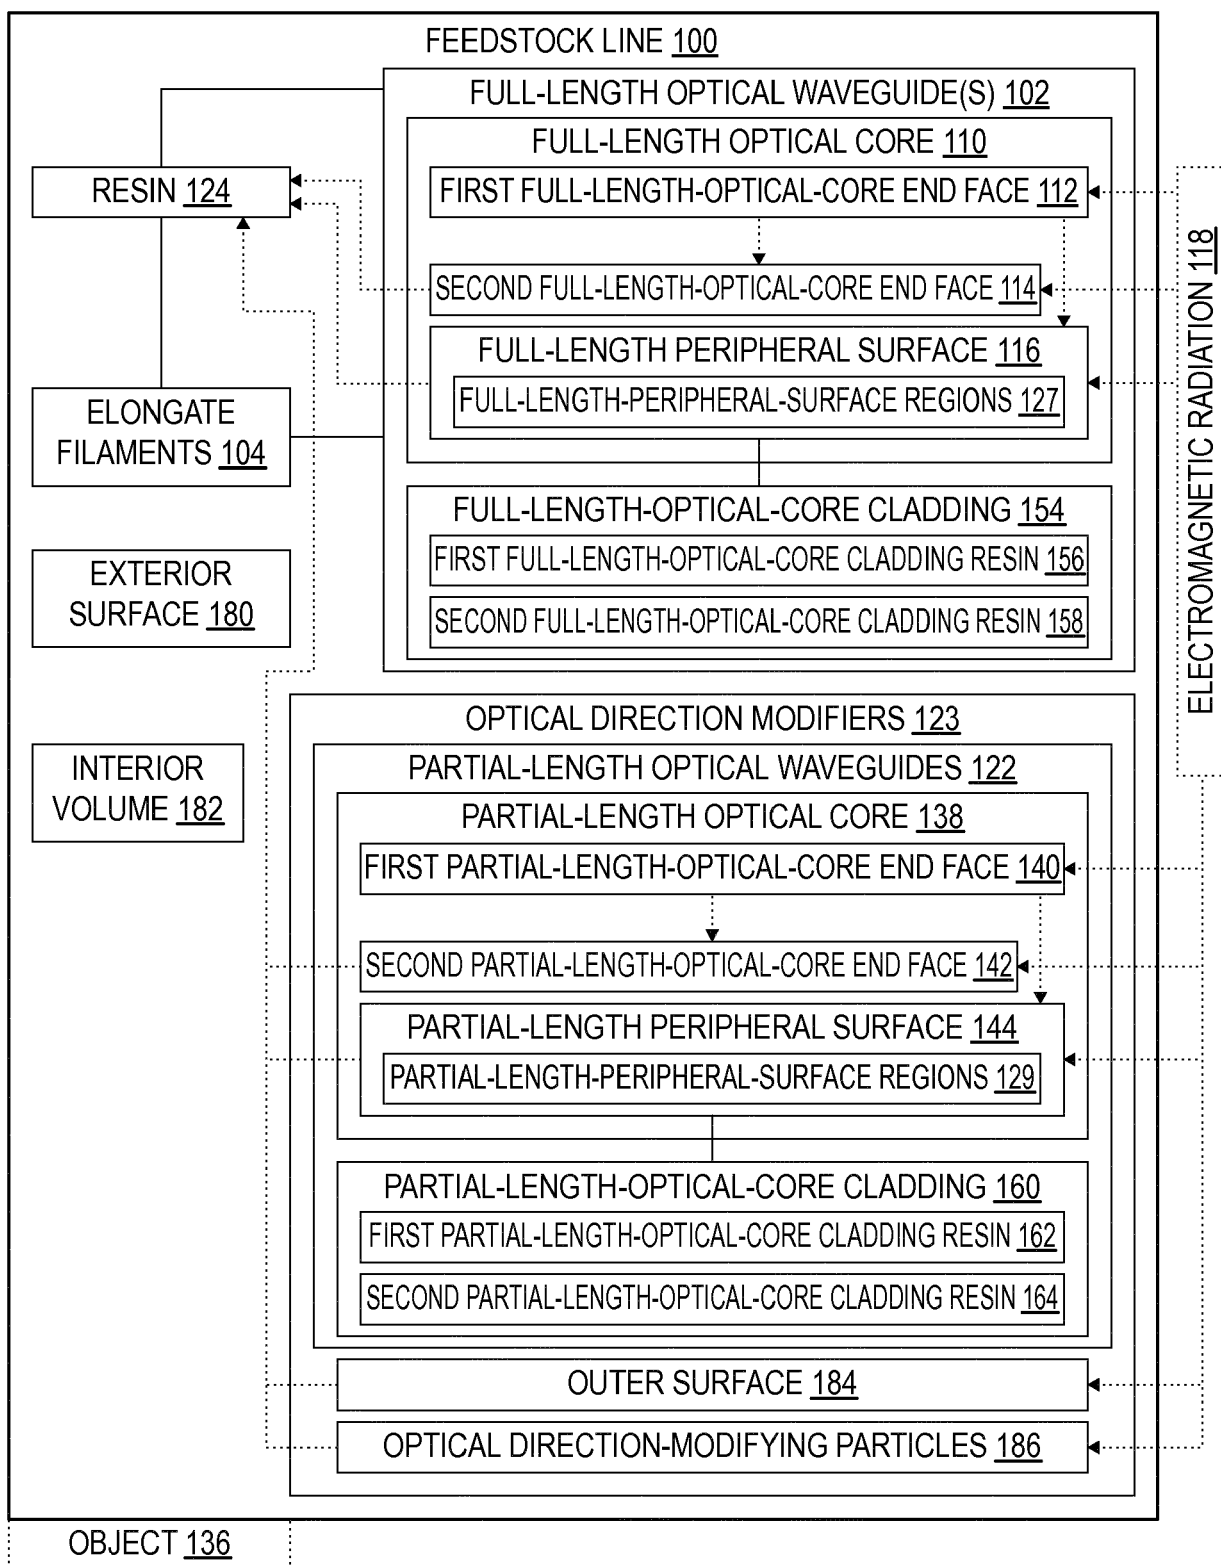 FEEDSTOCK LINE 100
FULL-LENGTH OPTICAL WAVEGUIDE(S) 102
FULL-LENGTH OPTICAL CORE 110
FIRST FULL-LENGTH-OPTICAL-CORE END FACE 112
SECOND FULL-LENGTH-OPTICAL-CORE END FACE 114
FULL-LENGTH PERIPHERAL SURFACE 116
FULL-LENGTH-PERIPHERAL-SURFACE REGIONS 127
FULL-LENGTH-OPTICAL-CORE CLADDING 154
FIRST FULL-LENGTH-OPTICAL-CORE CLADDING RESIN 156
SECOND FULL-LENGTH-OPTICAL-CORE CLADDING RESIN 158
RESIN 124
ELONGATE
FILAMENTS 104
EXTERIOR
SURFACE 180
INTERIOR
VOLUME 182
ELECTROMAGNETIC RADIATION 118
OPTICAL DIRECTION MODIFIERS 123
PARTIAL-LENGTH OPTICAL WAVEGUIDES 122
PARTIAL-LENGTH OPTICAL CORE 138
FIRST PARTIAL-LENGTH-OPTICAL-CORE END FACE 140
SECOND PARTIAL-LENGTH-OPTICAL-CORE END FACE 142
PARTIAL-LENGTH PERIPHERAL SURFACE 144
PARTIAL-LENGTH-PERIPHERAL-SURFACE REGIONS 129
PARTIAL-LENGTH-OPTICAL-CORE CLADDING 160
FIRST PARTIAL-LENGTH-OPTICAL-CORE CLADDING RESIN 162
SECOND PARTIAL-LENGTH-OPTICAL-CORE CLADDING RESIN 164
OUTER SURFACE 184
OPTICAL DIRECTION-MODIFYING PARTICLES 186
OBJECT 136